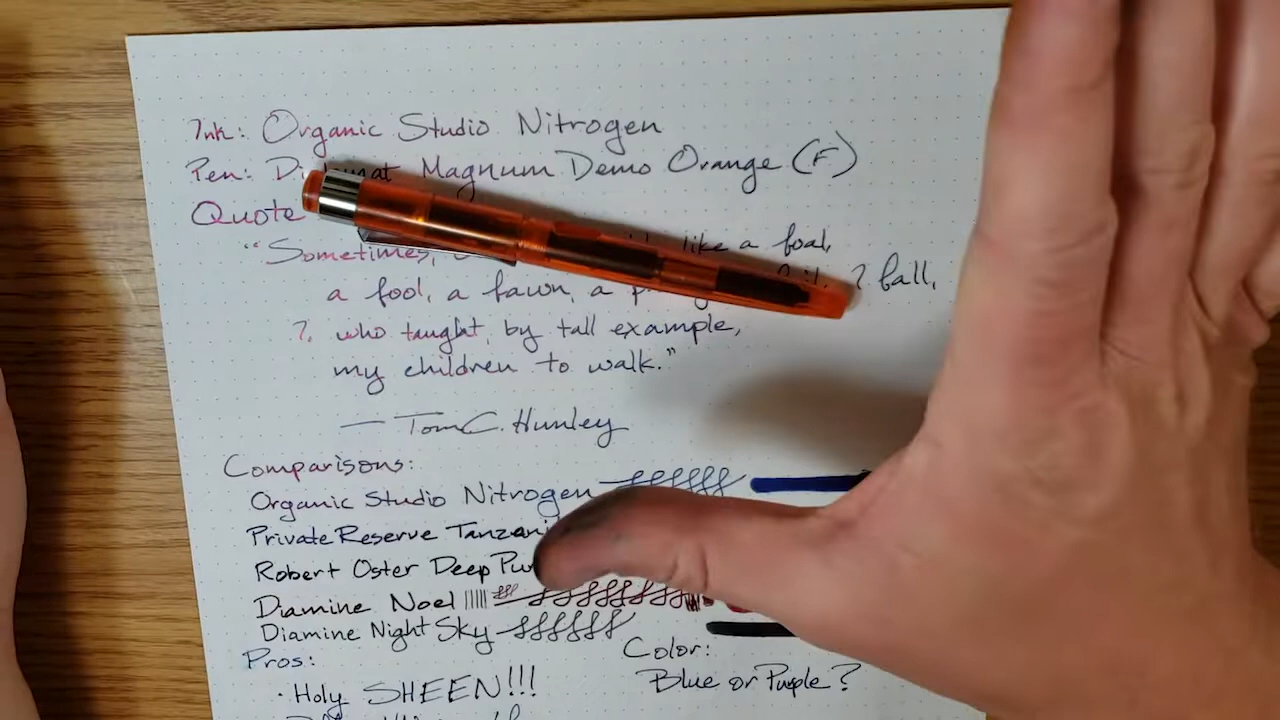 Ink: Organic Studio Nitrogen
Pen: Magnum Demo Orange (F)
Quote
"Sometimes, like a foal,
a fool, a fawn, a I fall,
I, who taught, by tall example,
my children to walk."
— Tom C. Hunley
Comparisons:
Organic Studio Nitrogen
Private Reserve
Robert Oster Deep
Diamine Noel
Diamine Night Sky
Pros:
Color:
Blue or Purple?
· Holy SHEEN!!!